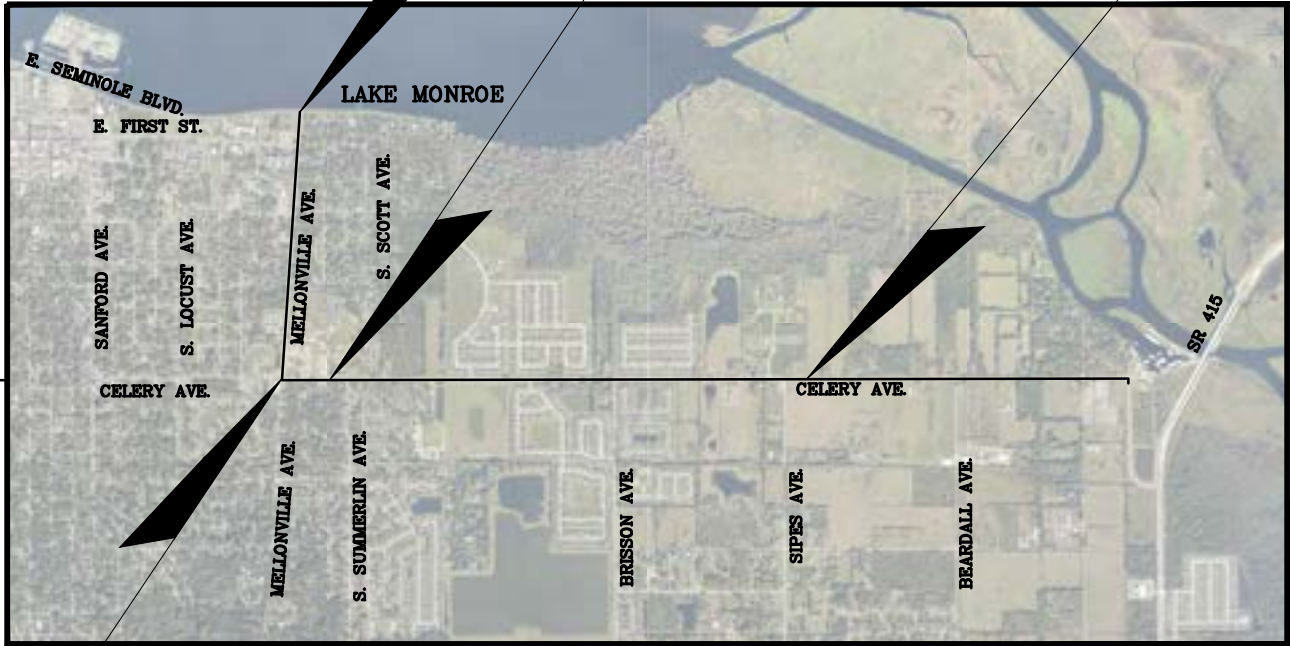 E. SEMINOLE BLVD.
LAKE MONROE
E. FIRST ST.
SANFORD AVE.
S. LOCUST AVE.
MELLONVILLE AVE.
S. SCOTT AVE.
SR 415
CELERY AVE.
CELERY AVE.
MELLONVILLE AVE.
S. SUMMERLIN AVE.
BRISSON AVE.
SIPES AVE.
BEARDALL AVE.